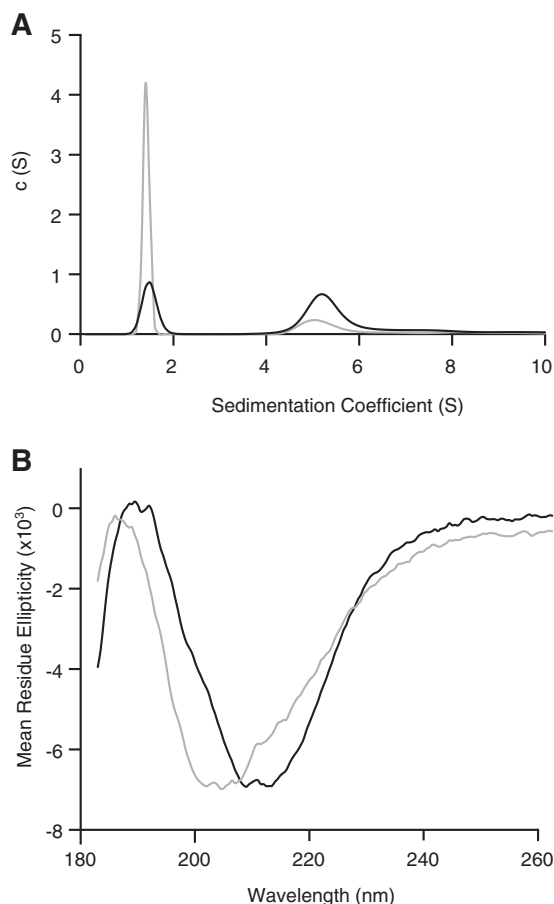 A
5
4
3
2
1
0
c (S)
0 2 4 6 8 10
Sedimentation Coefficient (S)
B
0
-2
-4
-6
-8
Mean Residue Ellipticity (x10³)
180 200 220 240 260
Wavelength (nm)